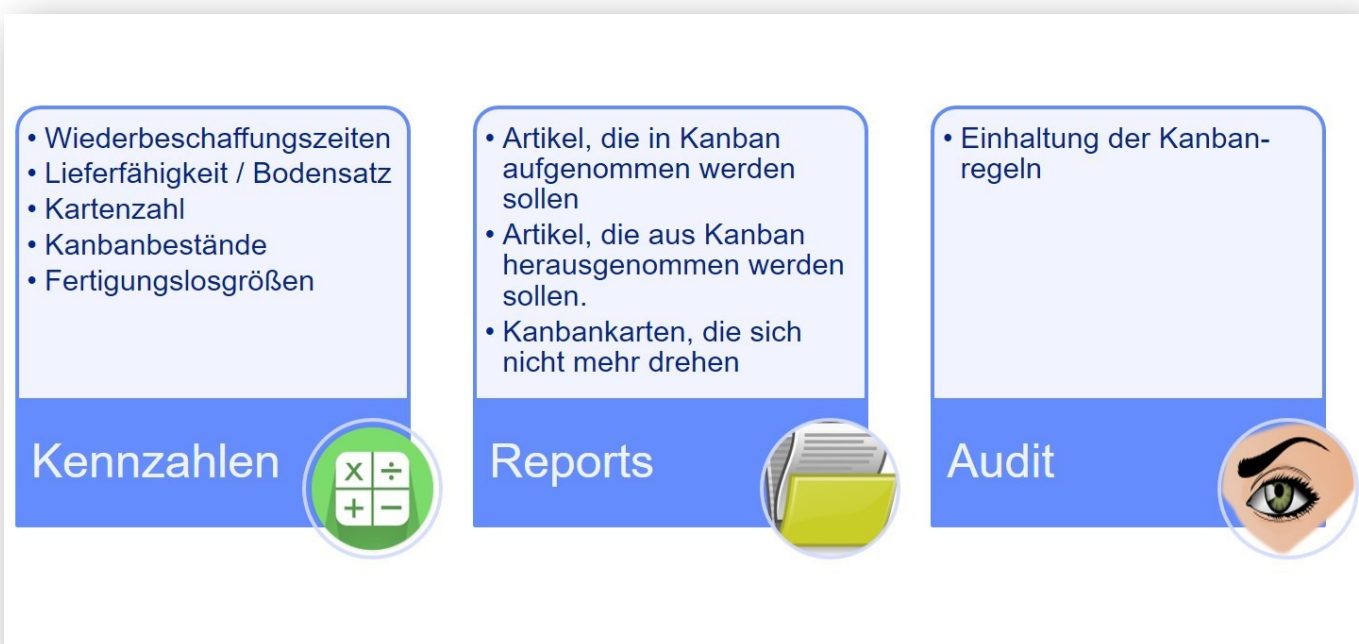 • Wiederbeschaffungszeiten
• Lieferfähigkeit / Bodensatz
• Kartenzahl
• Kanbanbestände
• Fertigungslosgrößen
Kennzahlen
• Artikel, die in Kanban
aufgenommen werden
sollen
• Artikel, die aus Kanban
herausgenommen werden
sollen.
• Kanbankarten, die sich
nicht mehr drehen
Reports
• Einhaltung der Kanban-
regeln
Audit